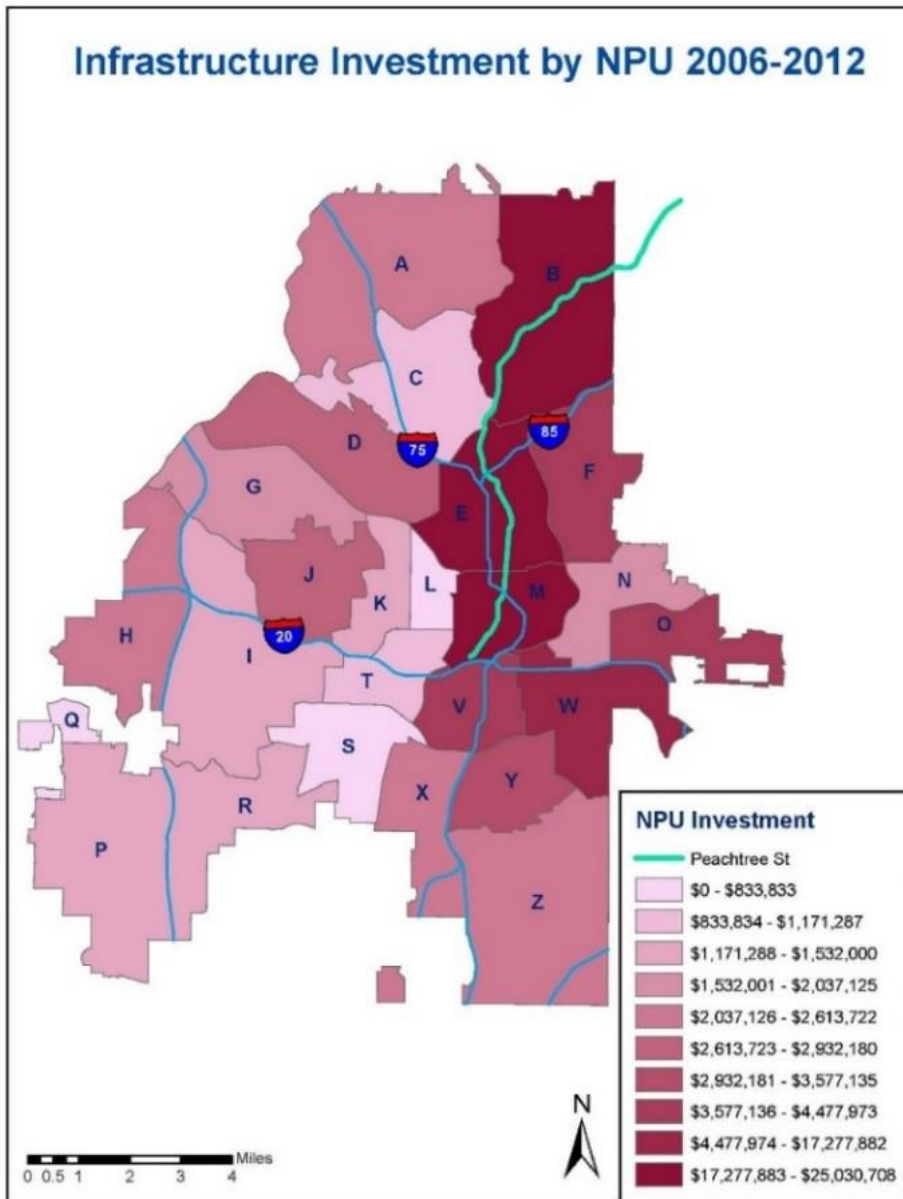 Infrastructure Investment by NPU 2006-2012
A
B
C
D
75
85
F
G
E
J
L
M
N
K
O
H
20
I
T
V
W
Q
S
X
Y
R
P
Z
NPU Investment
Peachtree St
$0 - $833,833
$833,834 - $1,171,287
$1,171,288 - $1,532,000
$1,532,001 - $2,037,125
$2,037,126 - $2,613,722
$2,613,723 - $2,932,180
$2,932,181 - $3,577,135
$3,577,136 - $4,477,973
$4,477,974 - $17,277,882
$17,277,883 - $25,030,708
N
Miles
0 0.5 1 2 3 4